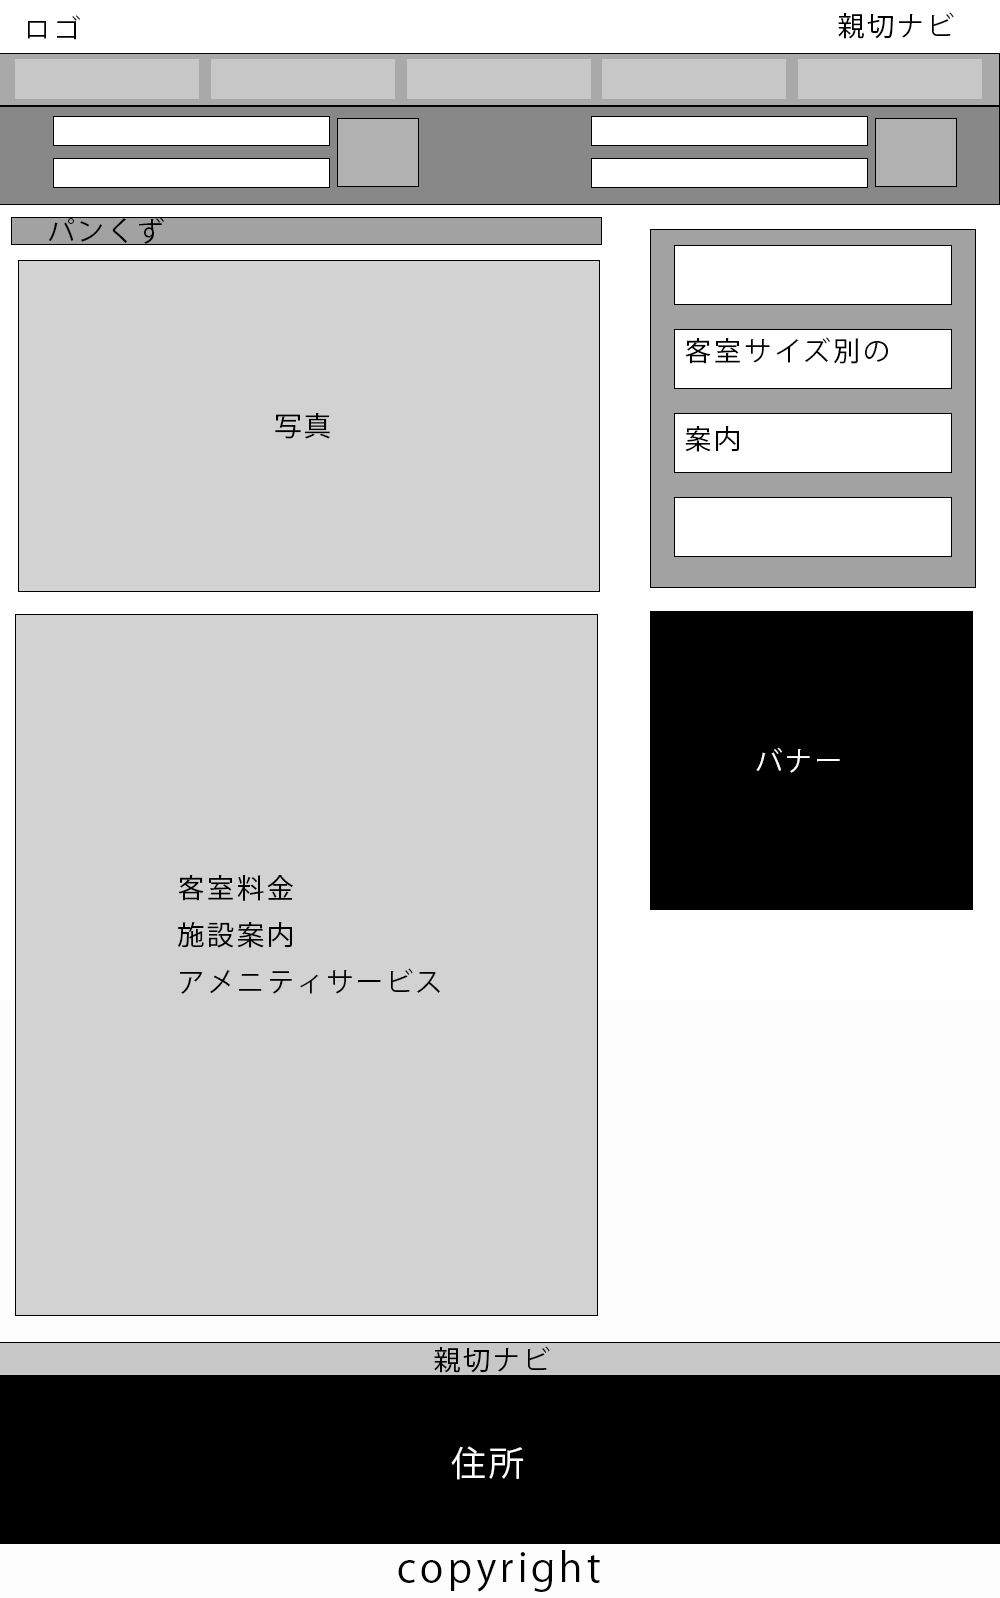 ロゴ
親切ナビ
パンくず
写真
客室サイズ別の
案内
バナー
客室料金
施設案内
アメニティサービス
親切ナビ
住所
copyright